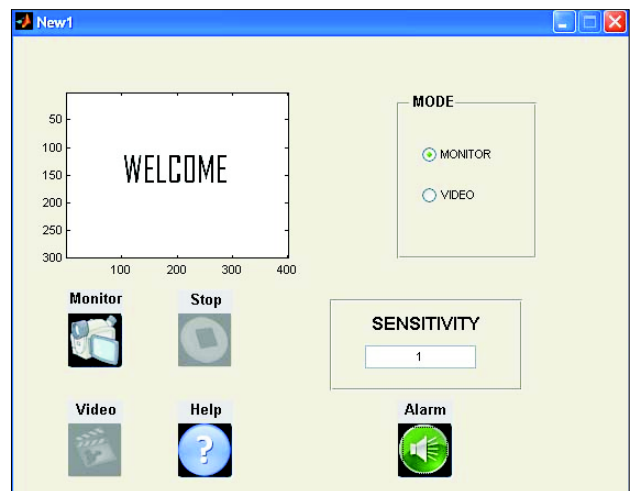 New1
MODE
50
100
150
200
250
300
100 200 300 400
WELCOME
MONITOR
VIDEO
Monitor Stop
SENSITIVITY
1
Video Help Alarm
?